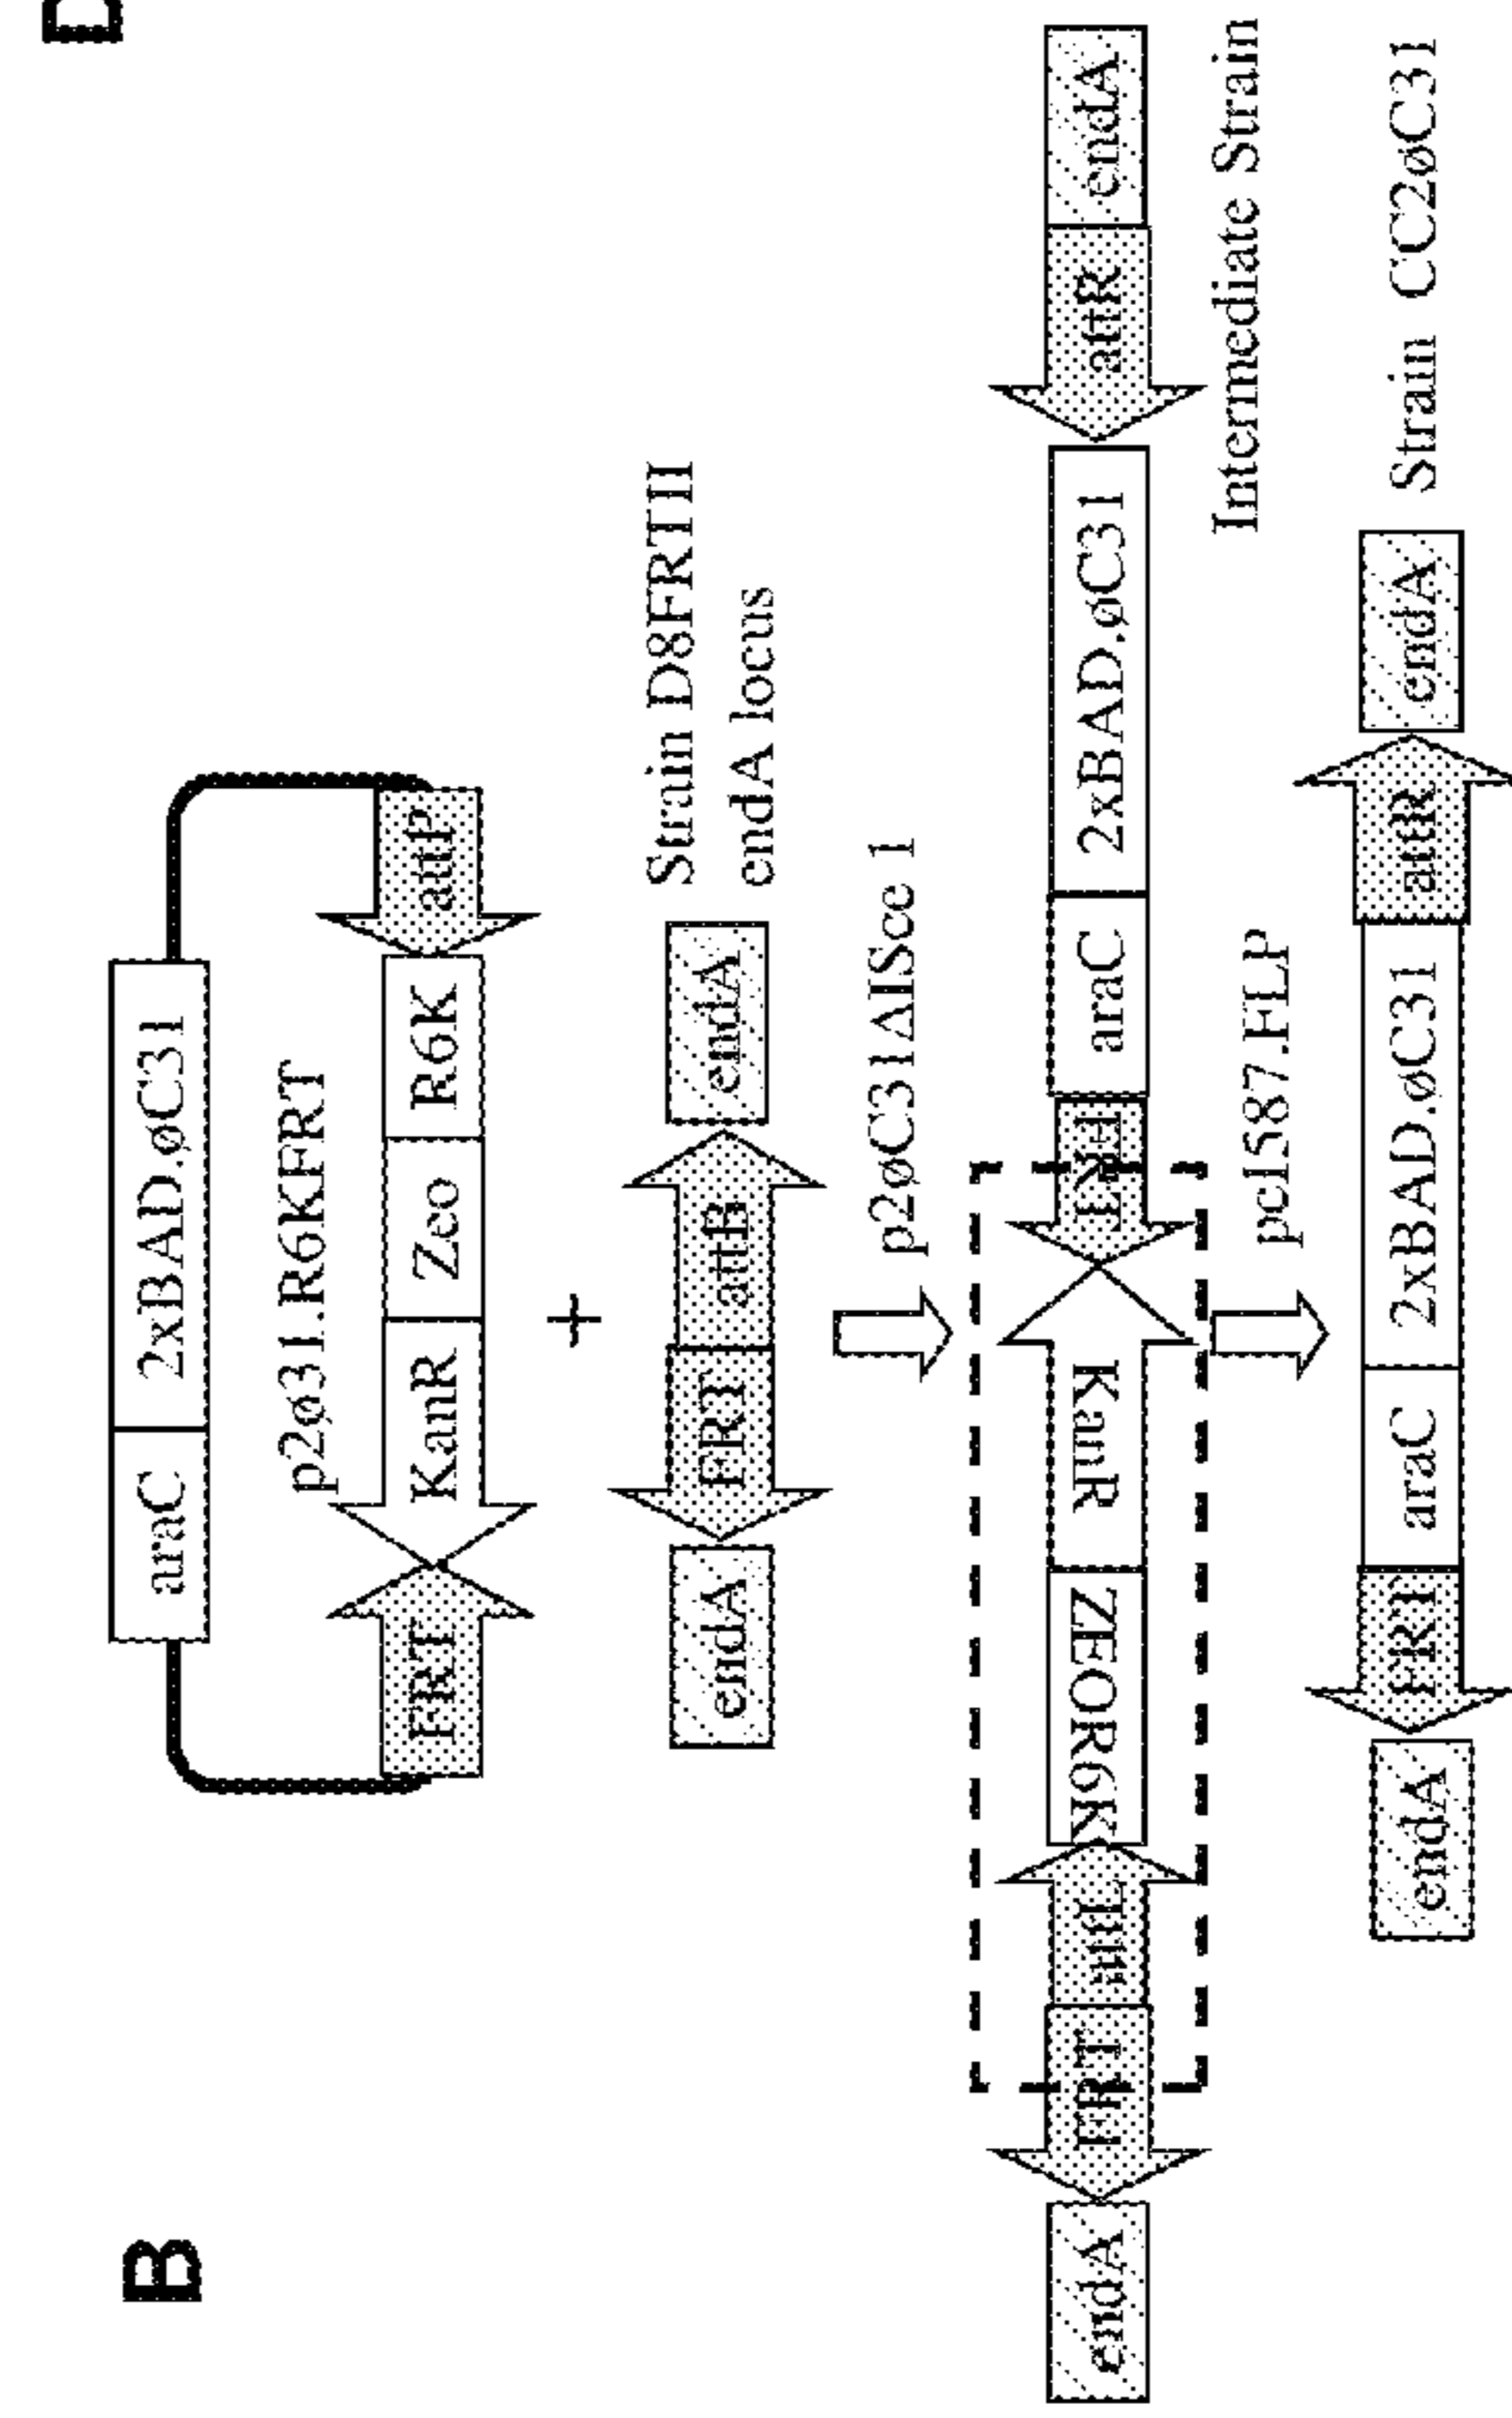 B
araC 2xBAD.øC31
p2ø31.R6KFRT
FRT KanR Zeo R6K attP
+
Strain D8FRTII
endA locus
endA FRT attB endA
p2øC31ΔISce 1
endA FRT attL ZEOR6K KanR FRT araC 2xBAD.øC31 attR endA
Intermediate Strain
pcI587.FLP
endA FRT araC 2xBAD.øC31 attR endA
Strain CC2øC31